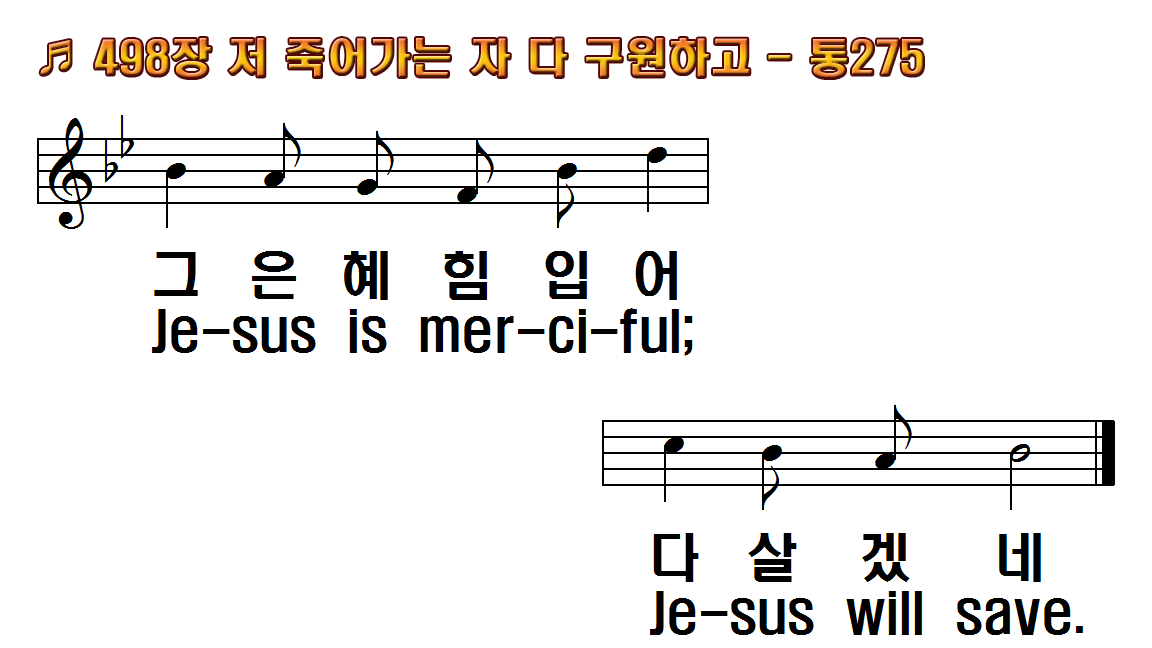 ♬ 498장 저 죽어가는 자 다 구원하고 - 통275
그 은 혜 힘 입 어
Je-sus is mer-ci-ful;
다 살 겠 네
Je-sus will save.